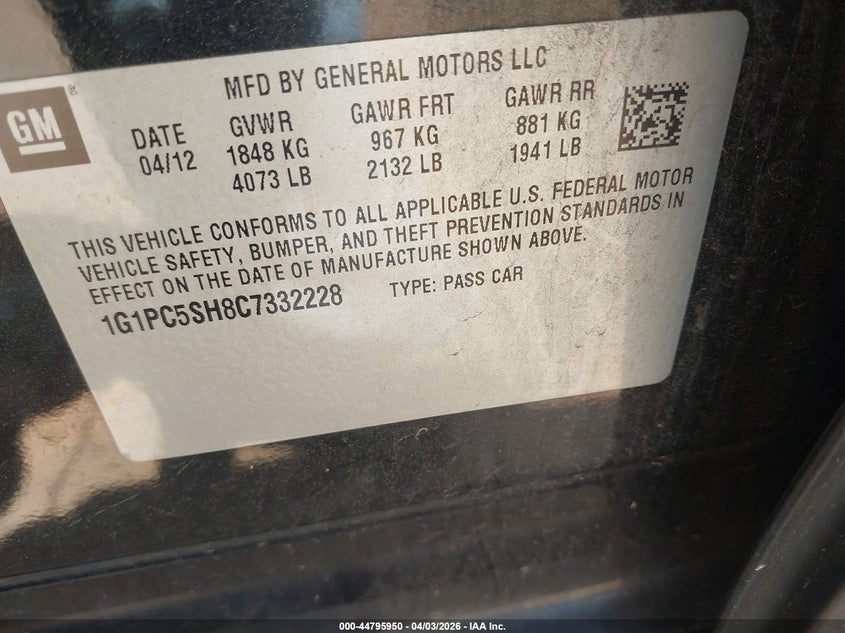 MFD BY GENERAL MOTORS LLC
GM ®
DATE GVWR GAWR FRT GAWR RR
04/12 1848 KG 967 KG 881 KG
4073 LB 2132 LB 1941 LB
THIS VEHICLE CONFORMS TO ALL APPLICABLE U.S. FEDERAL MOTOR
VEHICLE SAFETY, BUMPER, AND THEFT PREVENTION STANDARDS IN
EFFECT ON THE DATE OF MANUFACTURE SHOWN ABOVE.
1G1PC5SH8C7332228 TYPE: PASS CAR
000-44795950 - 04/03/2026 - IAA Inc.